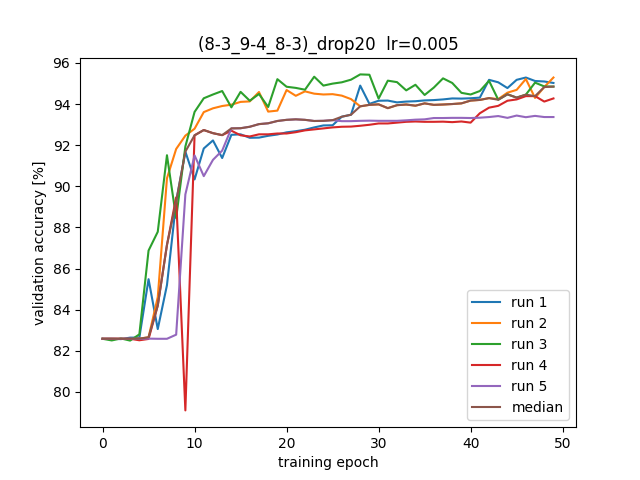 (8-3_9-4_8-3)_drop20 lr=0.005
validation accuracy [%]
96
94
92
90
88
86
84
82
80
0 10 20 30 40 50
training epoch
run 1
run 2
run 3
run 4
run 5
median